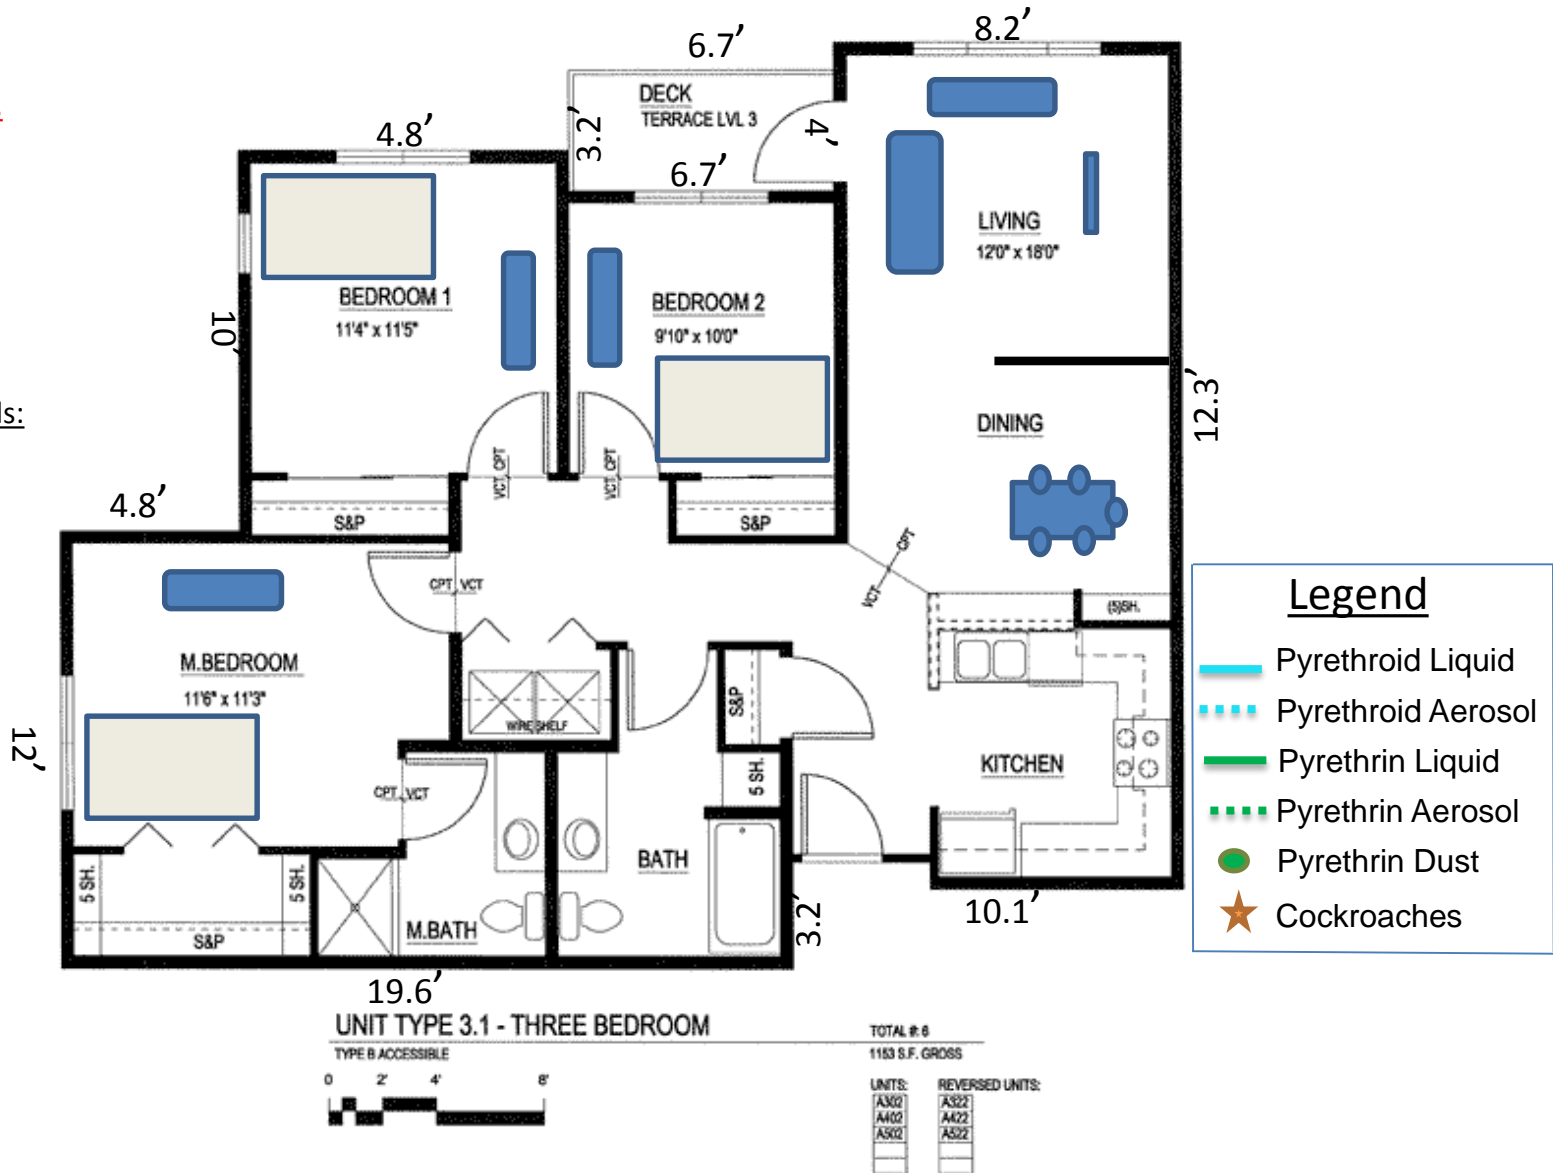 8.2'
6.7'
DECK
TERRACE LVL 3
3.2'
4'
4.8'
6.7'
LIVING
12'0" x 18'0"
BEDROOM 1
11'4" x 11'5"
BEDROOM 2
9'10" x 10'0"
10'
ls:
12.3'
DINING
VCT CPT
VCT CPT
4.8'
S&P
S&P
CPT
VCT
CPT VCT
(5)SH.
M.BEDROOM
11'6" x 11'3"
WIRE SHELF
S&P
12'
KITCHEN
CPT VCT
5 SH.
BATH
5 SH.
5 SH.
S&P
M.BATH
3.2'
10.1'
19.6'
Legend
Pyrethroid Liquid
Pyrethroid Aerosol
Pyrethrin Liquid
Pyrethrin Aerosol
Pyrethrin Dust
Cockroaches
UNIT TYPE 3.1 - THREE BEDROOM
TYPE B ACCESSIBLE
0 2' 4' 8'
TOTAL #: 6
1153 S.F. GROSS
UNITS: REVERSED UNITS:
A302 A322
A402 A422
A502 A522